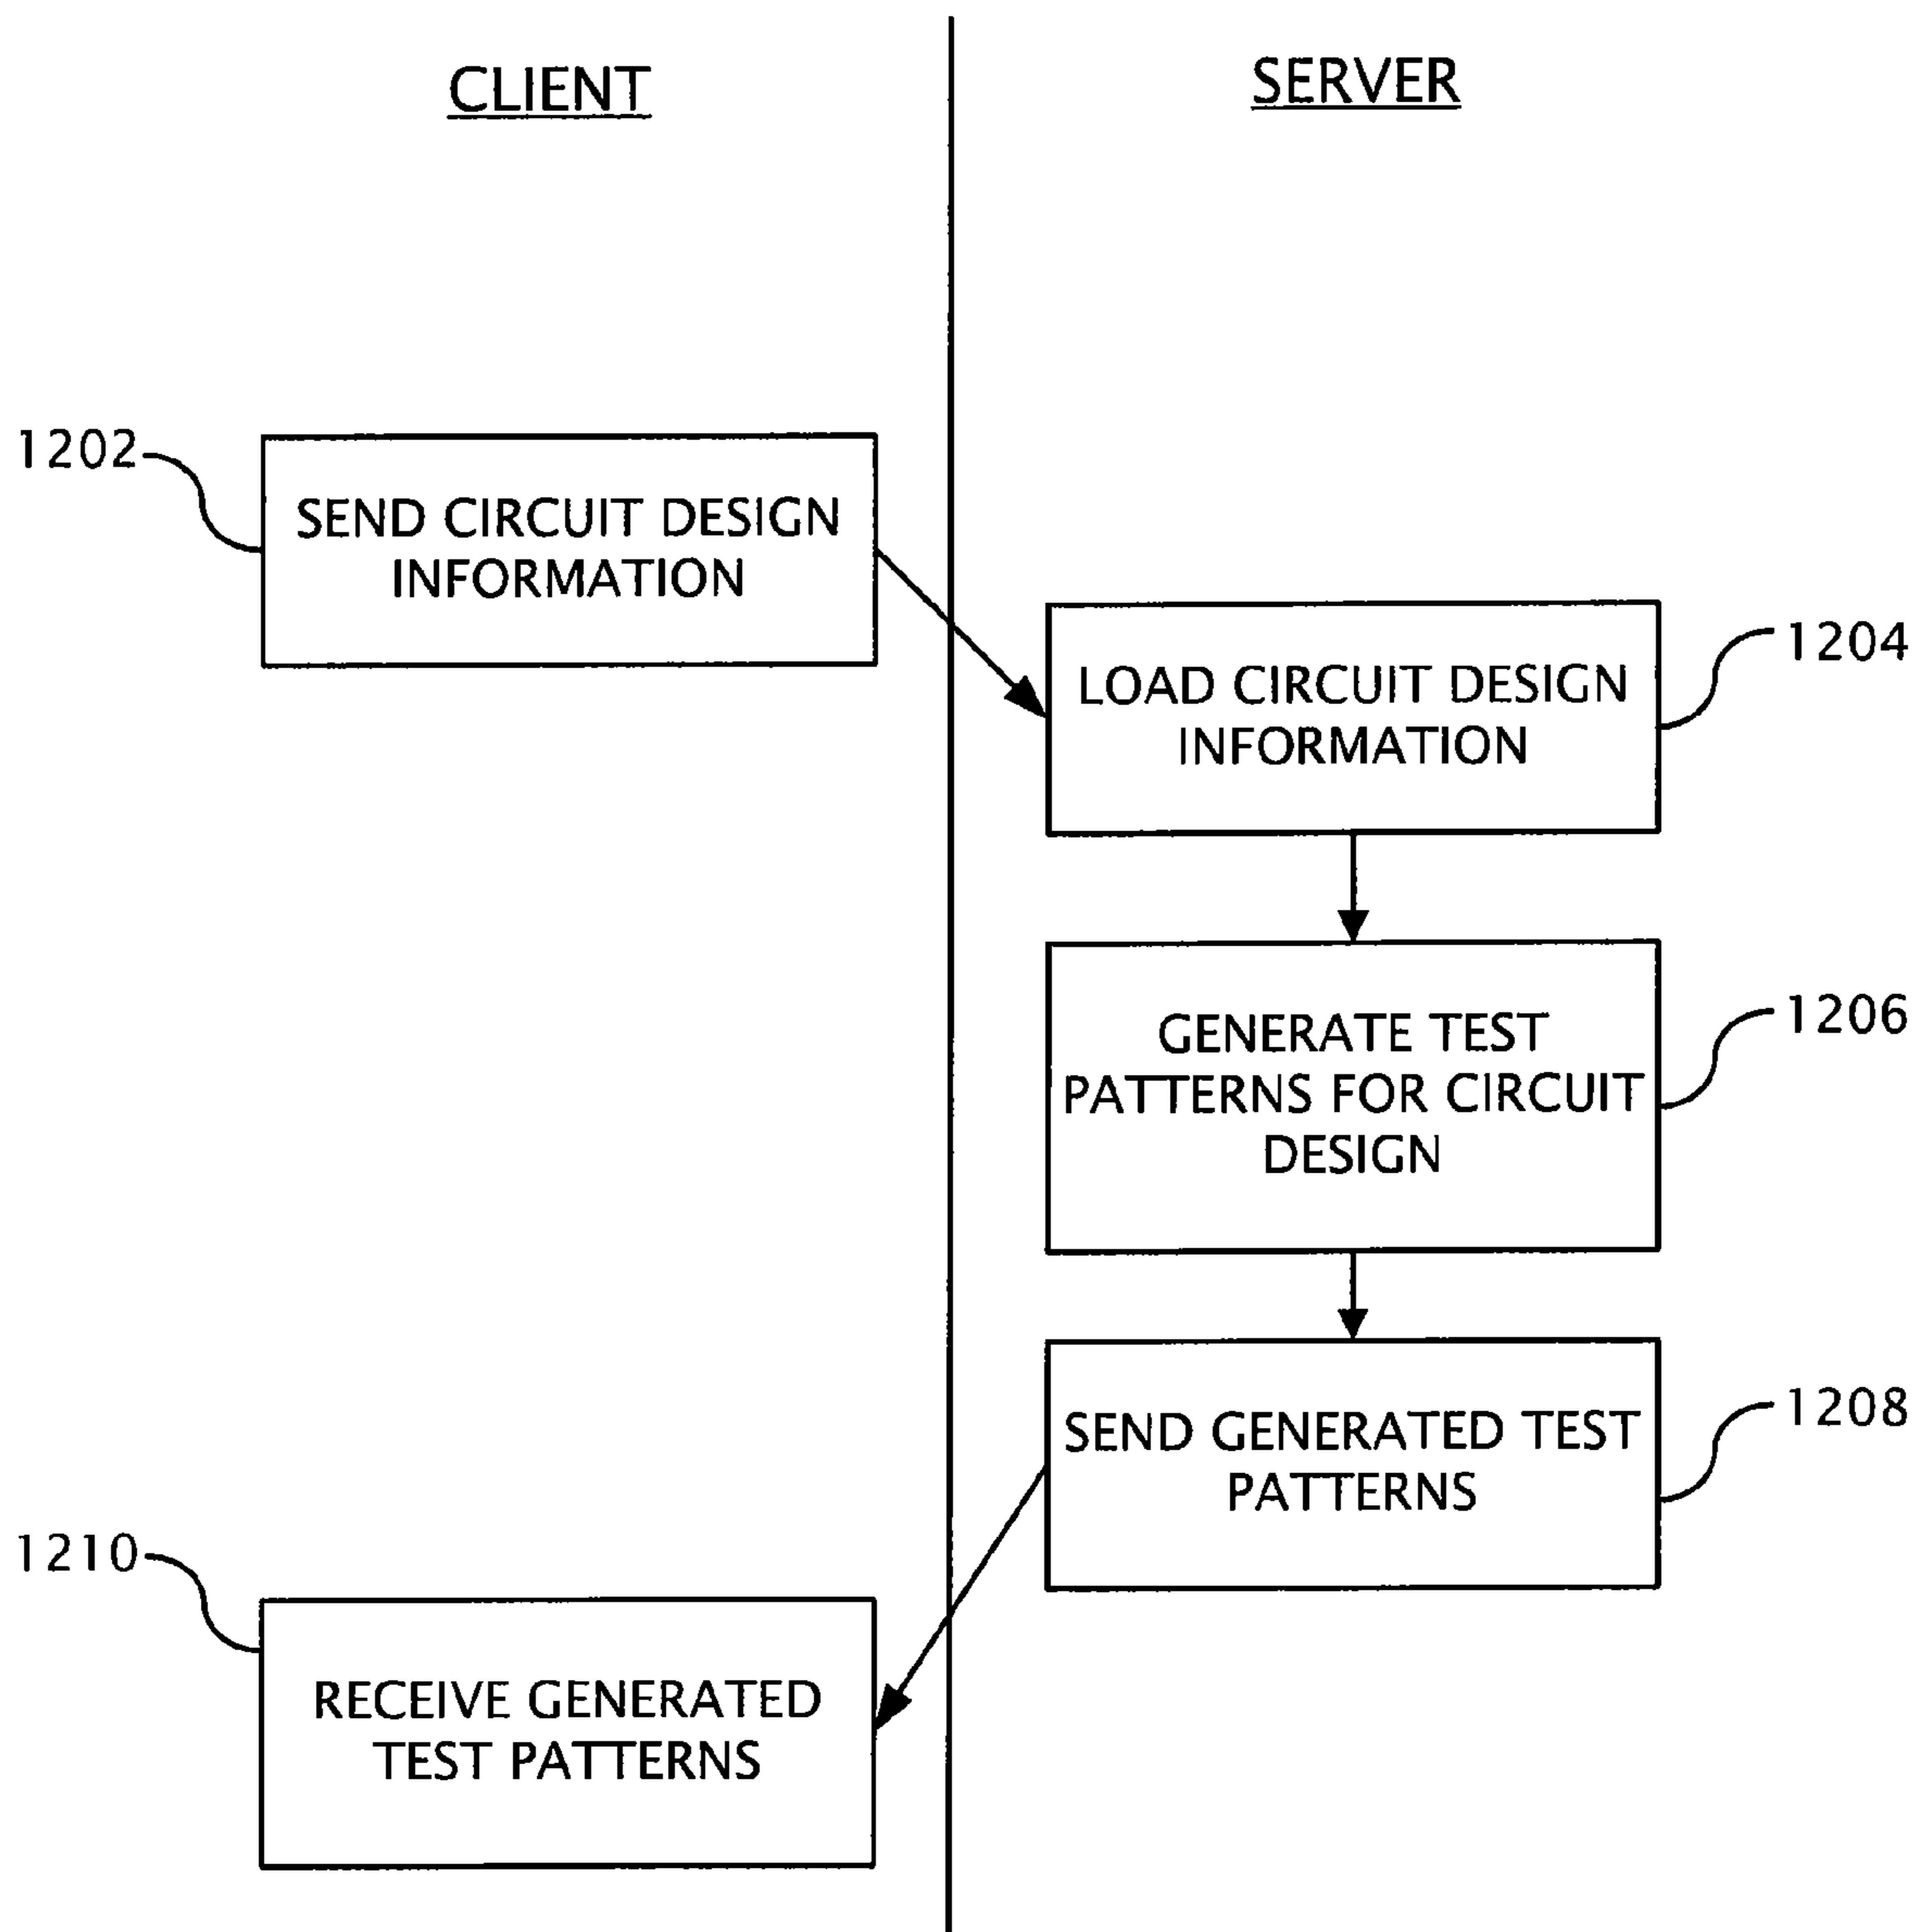 CLIENT
SERVER
1202
SEND CIRCUIT DESIGN
INFORMATION
1204
LOAD CIRCUIT DESIGN
INFORMATION
1206
GENERATE TEST
PATTERNS FOR CIRCUIT
DESIGN
1208
SEND GENERATED TEST
PATTERNS
1210
RECEIVE GENERATED
TEST PATTERNS